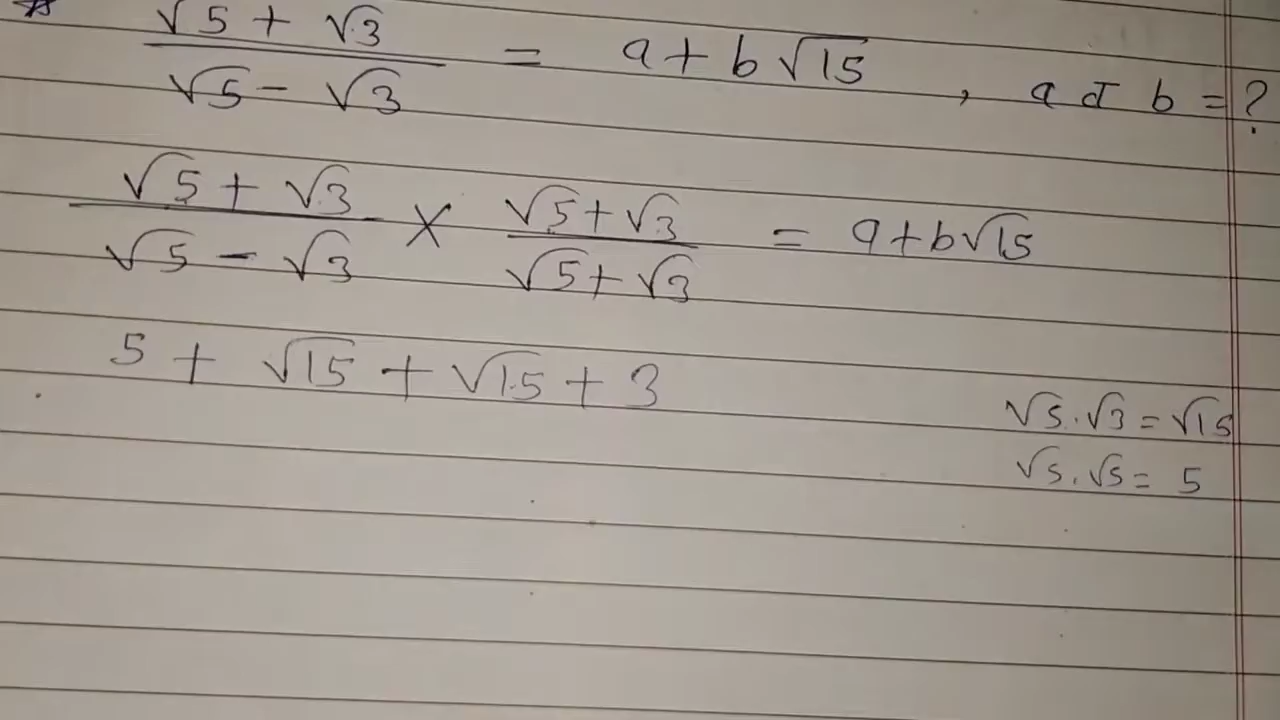 √5 + √3 / √5 - √3 = a + b√15 , a & b = ?
√5 + √3 / √5 - √3 × √5 + √3 / √5 + √3 = a + b√15
5 + √15 + √15 + 3
√5 . √3 = √15
√5 . √5 = 5